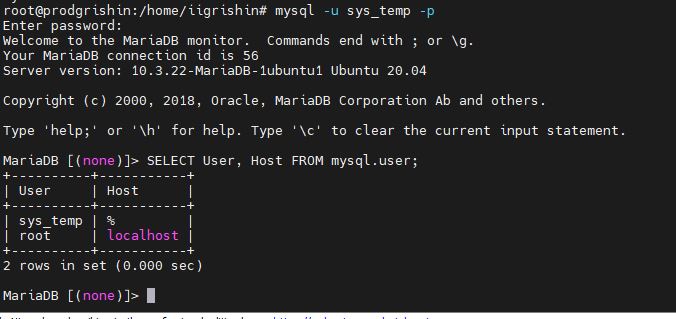 root@prodgrishin:/home/iigrishin# mysql -u sys_temp -p
Enter password:
Welcome to the MariaDB monitor.  Commands end with ; or \g.
Your MariaDB connection id is 56
Server version: 10.3.22-MariaDB-1ubuntu1 Ubuntu 20.04

Copyright (c) 2000, 2018, Oracle, MariaDB Corporation Ab and others.

Type 'help;' or '\h' for help. Type '\c' to clear the current input statement.

MariaDB [(none)]> SELECT User, Host FROM mysql.user;
+----------+-----------+
| User     | Host      |
+----------+-----------+
| sys_temp | %         |
| root     | localhost |
+----------+-----------+
2 rows in set (0.000 sec)

MariaDB [(none)]>